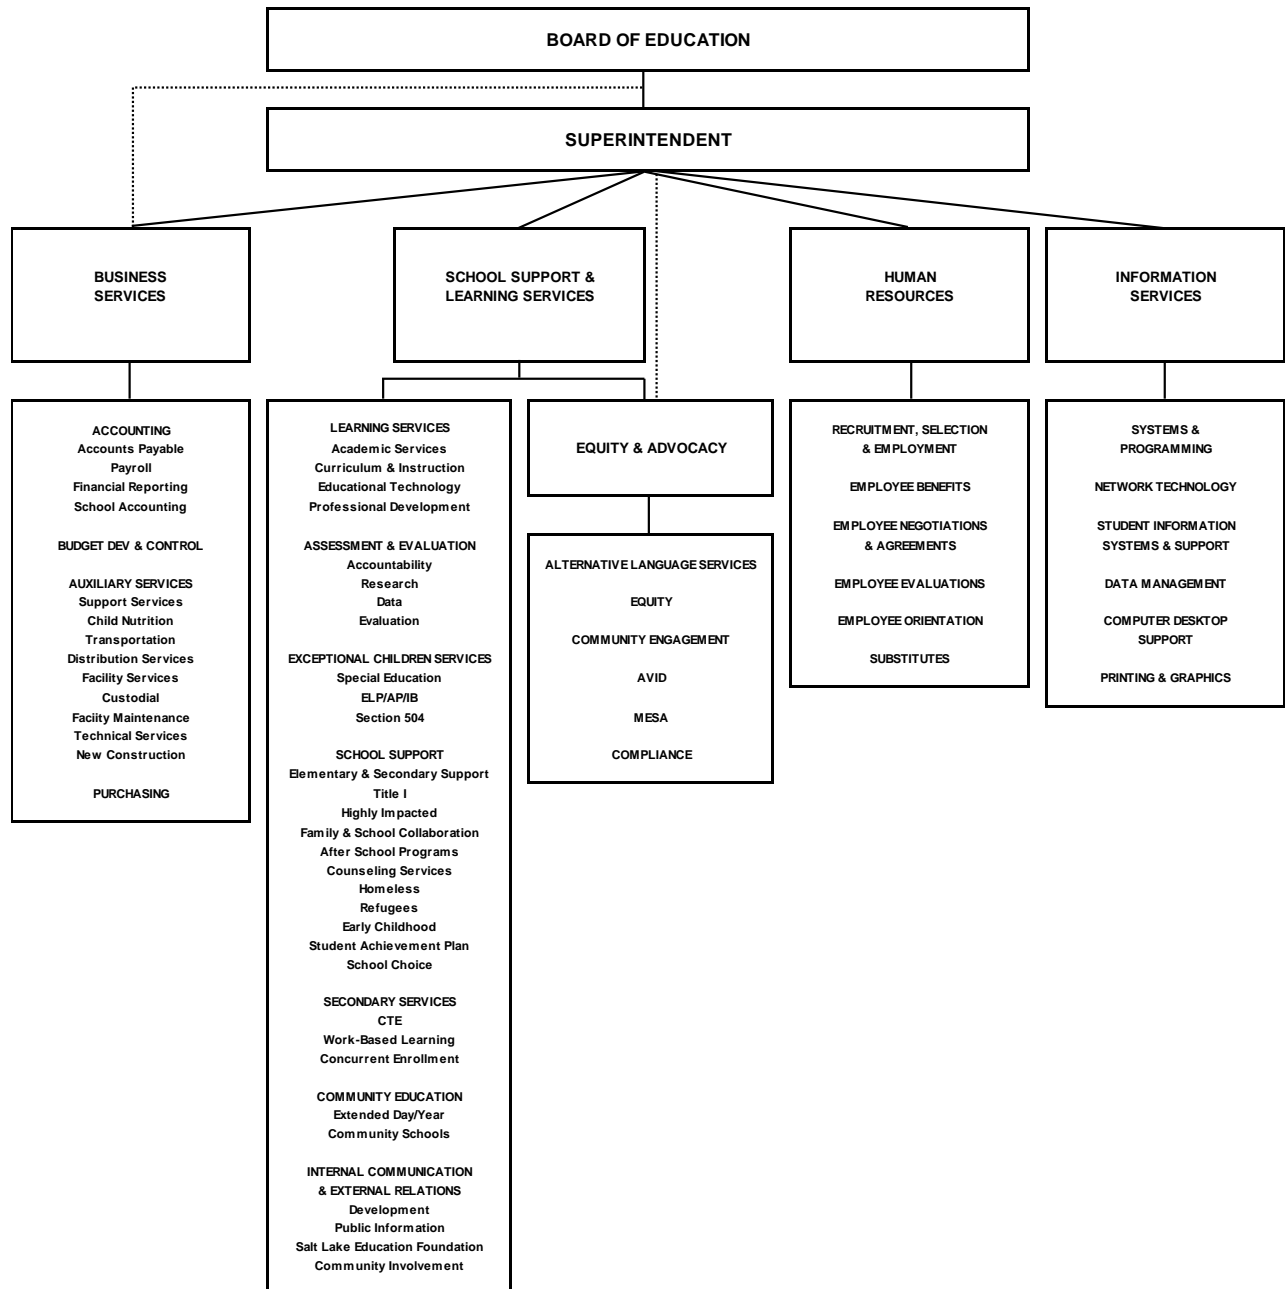 BOARD OF EDUCATION
SUPERINTENDENT
BUSINESS
SERVICES
SCHOOL SUPPORT &
LEARNING SERVICES
HUMAN
RESOURCES
INFORMATION
SERVICES
ACCOUNTING
Accounts Payable
Payroll
Financial Reporting
School Accounting
BUDGET DEV & CONTROL
AUXILIARY SERVICES
Support Services
Child Nutrition
Transportation
Distribution Services
Facility Services
Custodial
Faciity Maintenance
Technical Services
New Construction
PURCHASING
LEARNING SERVICES
Academic Services
Curriculum & Instruction
Educational Technology
Professional Development
ASSESSMENT & EVALUATION
Accountability
Research
Data
Evaluation
EXCEPTIONAL CHILDREN SERVICES
Special Education
ELP/AP/IB
Section 504
SCHOOL SUPPORT
Elementary & Secondary Support
Title I
Highly Impacted
Family & School Collaboration
After School Programs
Counseling Services
Homeless
Refugees
Early Childhood
Student Achievement Plan
School Choice
SECONDARY SERVICES
CTE
Work-Based Learning
Concurrent Enrollment
COMMUNITY EDUCATION
Extended Day/Year
Community Schools
INTERNAL COMMUNICATION
& EXTERNAL RELATIONS
Development
Public Information
Salt Lake Education Foundation
Community Involvement
EQUITY & ADVOCACY
ALTERNATIVE LANGUAGE SERVICES
EQUITY
COMMUNITY ENGAGEMENT
AVID
MESA
COMPLIANCE
RECRUITMENT, SELECTION
& EMPLOYMENT
EMPLOYEE BENEFITS
EMPLOYEE NEGOTIATIONS
& AGREEMENTS
EMPLOYEE EVALUATIONS
EMPLOYEE ORIENTATION
SUBSTITUTES
SYSTEMS &
PROGRAMMING
NETWORK TECHNOLOGY
STUDENT INFORMATION
SYSTEMS & SUPPORT
DATA MANAGEMENT
COMPUTER DESKTOP
SUPPORT
PRINTING & GRAPHICS